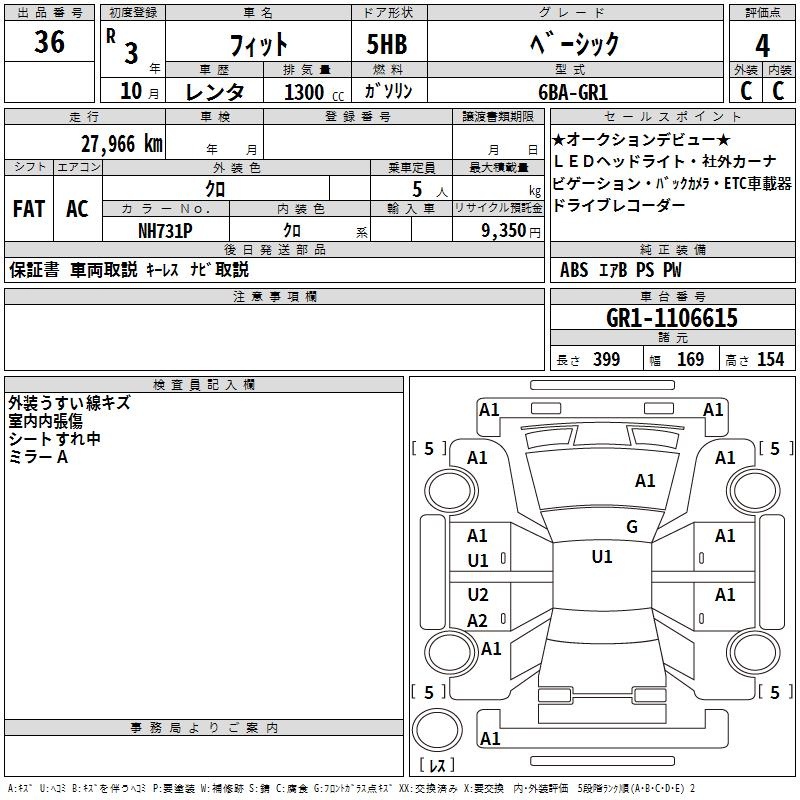 出品番号 初度登録 車名 ドア形状 グレード 評価点
36 R 3 年 フィット 5HB ベーシック 4
車歴 排気量 燃料 型式 外装 内装
10 月 レンタ 1300 CC ガソリン 6BA-GR1 C C
走行 車検 登録番号 譲渡書類期限 セールスポイント
27,966 km 年 月 月 日
★オークションデビュー★
LEDヘッドライト・社外カーナ
ビゲーション・バックカメラ・ETC車載器
ドライブレコーダー
シフト エアコン 外装色 乗車定員 最大積載量
FAT AC クロ 5 人 kg
カラーNo. 内装色 輸入車 リサイクル預託金
NH731P クロ 系 9,350 円
後日発送部品 純正装備
保証書 車両取説 キーレス ナビ取説 ABS エアB PS PW
注意事項欄 車台番号
GR1-1106615
諸元
長さ 399 幅 169 高さ 154
検査員記入欄
外装うすい線キズ
室内内張傷
シートすれ中
ミラーA
A1 A1
[ 5 ] [ 5 ]
A1 A1
A1
G
A1 A1
U1 U1
U2 A1
A2
A1
[ 5 ] [ 5 ]
A1
[ レス ]
事務局よりご案内
A:キズ U:ヘコミ B:キズを伴うヘコミ P:要塗装 W:補修跡 S:錆 C:腐食 G:フロントガラス点キズ XX:交換済み X:要交換 内・外装評価 5段階ランク順(A・B・C・D・E) 2